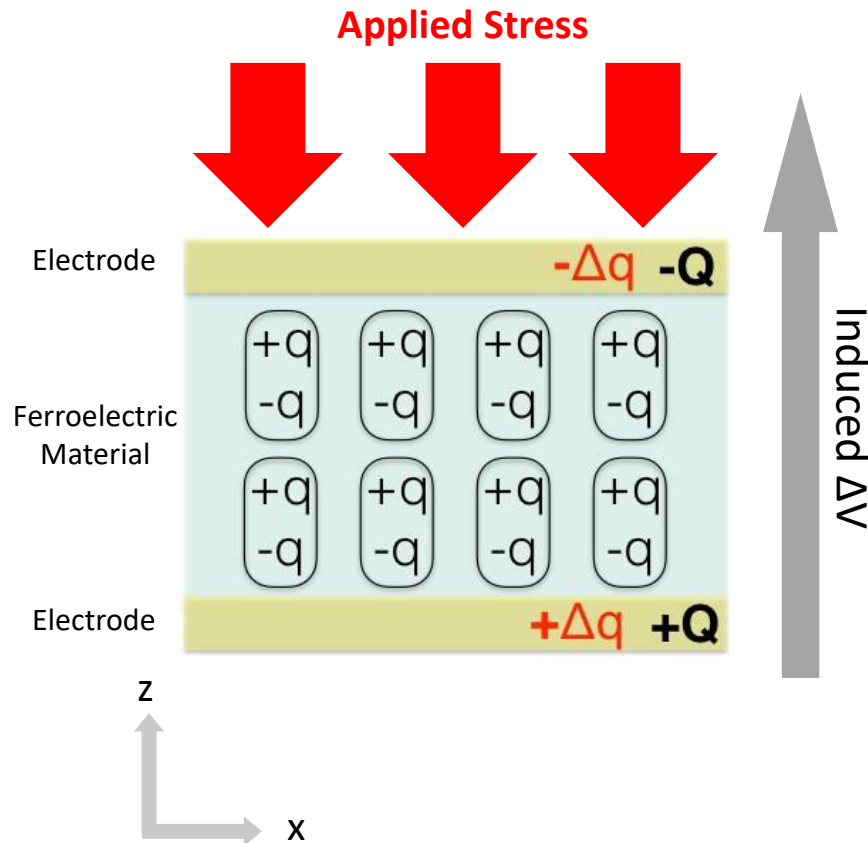 Applied Stress
Electrode
-Δq -Q
+q +q +q +q
-q -q -q -q
Ferroelectric
Material
+q +q +q +q
-q -q -q -q
Electrode
+Δq +Q
Induced ΔV
z
x